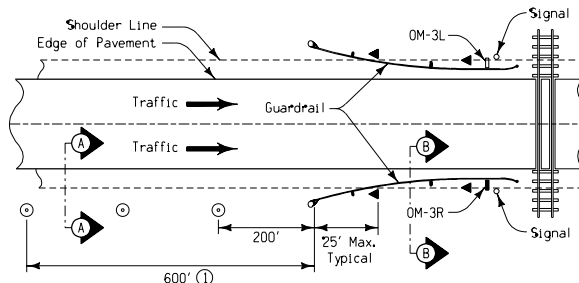 Shoulder Line
Edge of Pavement
OM-3L
Signal
Traffic
Guardrail
Traffic
A
B
A
B
OM-3R
Signal
200'
25' Max.
Typical
600' 1